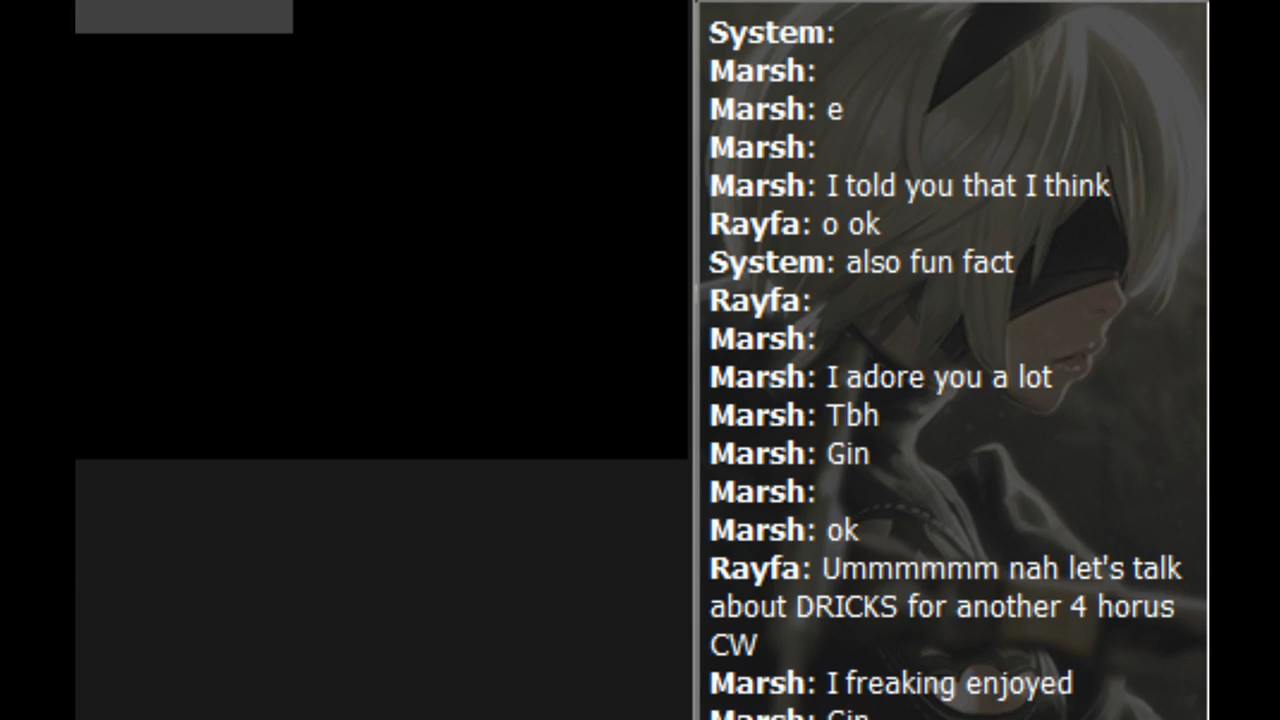 System:
Marsh:
Marsh: e
Marsh:
Marsh: I told you that I think
Rayfa: o ok
System: also fun fact
Rayfa:
Marsh:
Marsh: I adore you a lot
Marsh: Tbh
Marsh: Gin
Marsh:
Marsh: ok
Rayfa: Ummmmmm nah let's talk
about DRICKS for another 4 horus
CW
Marsh: I freaking enjoyed
Marsh: Gin